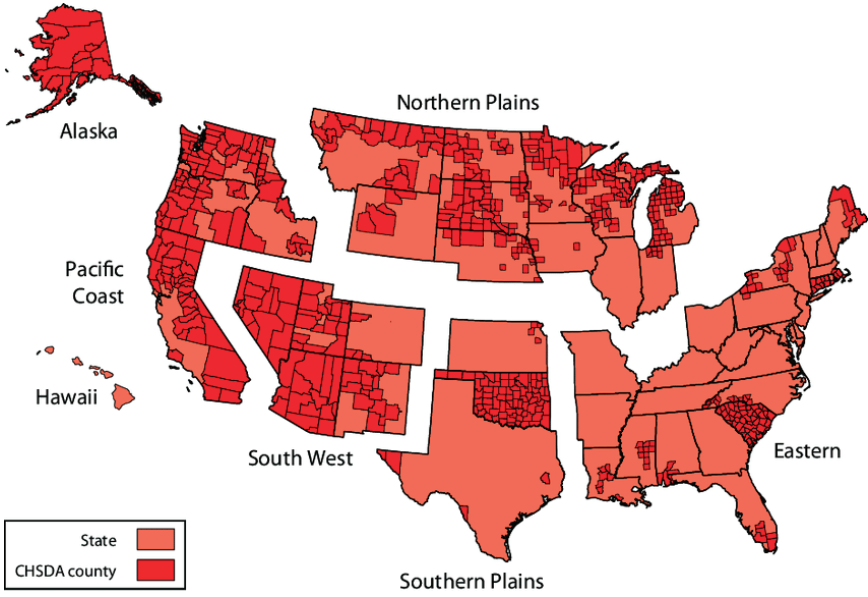 Northern Plains
Alaska
Pacific
Coast
Hawaii
South West
Eastern
Southern Plains
State
CHSDA county